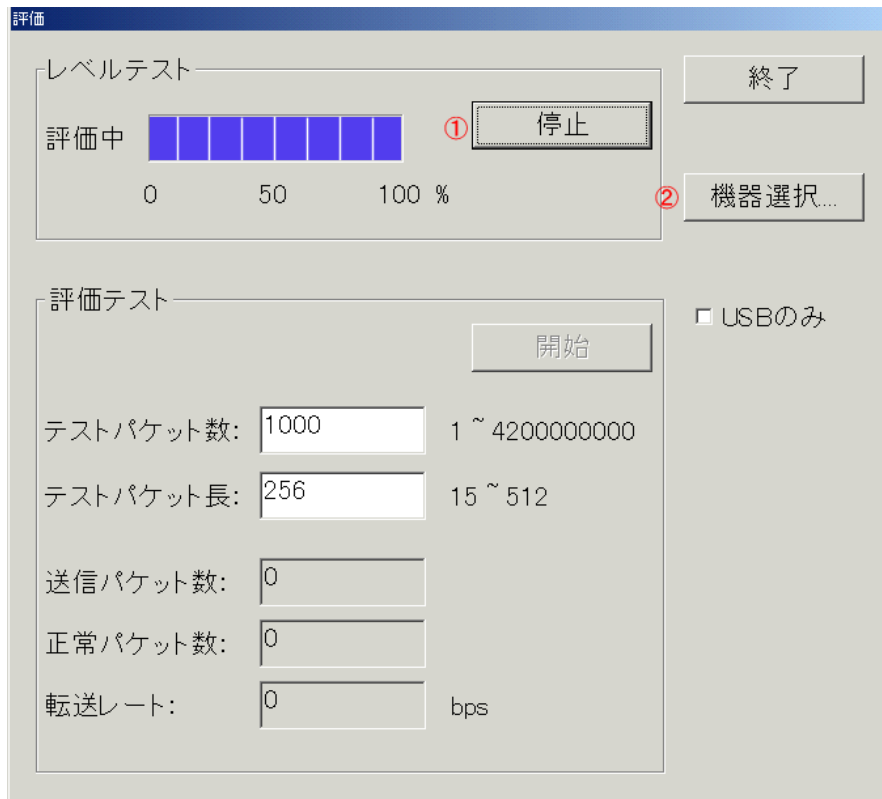 評価
レベルテスト
終了
評価中
① 停止
0 50 100 %
② 機器選択...
評価テスト
USBのみ
開始
テストパケット数: 1000 1 ~ 4200000000
テストパケット長: 256 15 ~ 512
送信パケット数: 0
正常パケット数: 0
転送レート: 0 bps